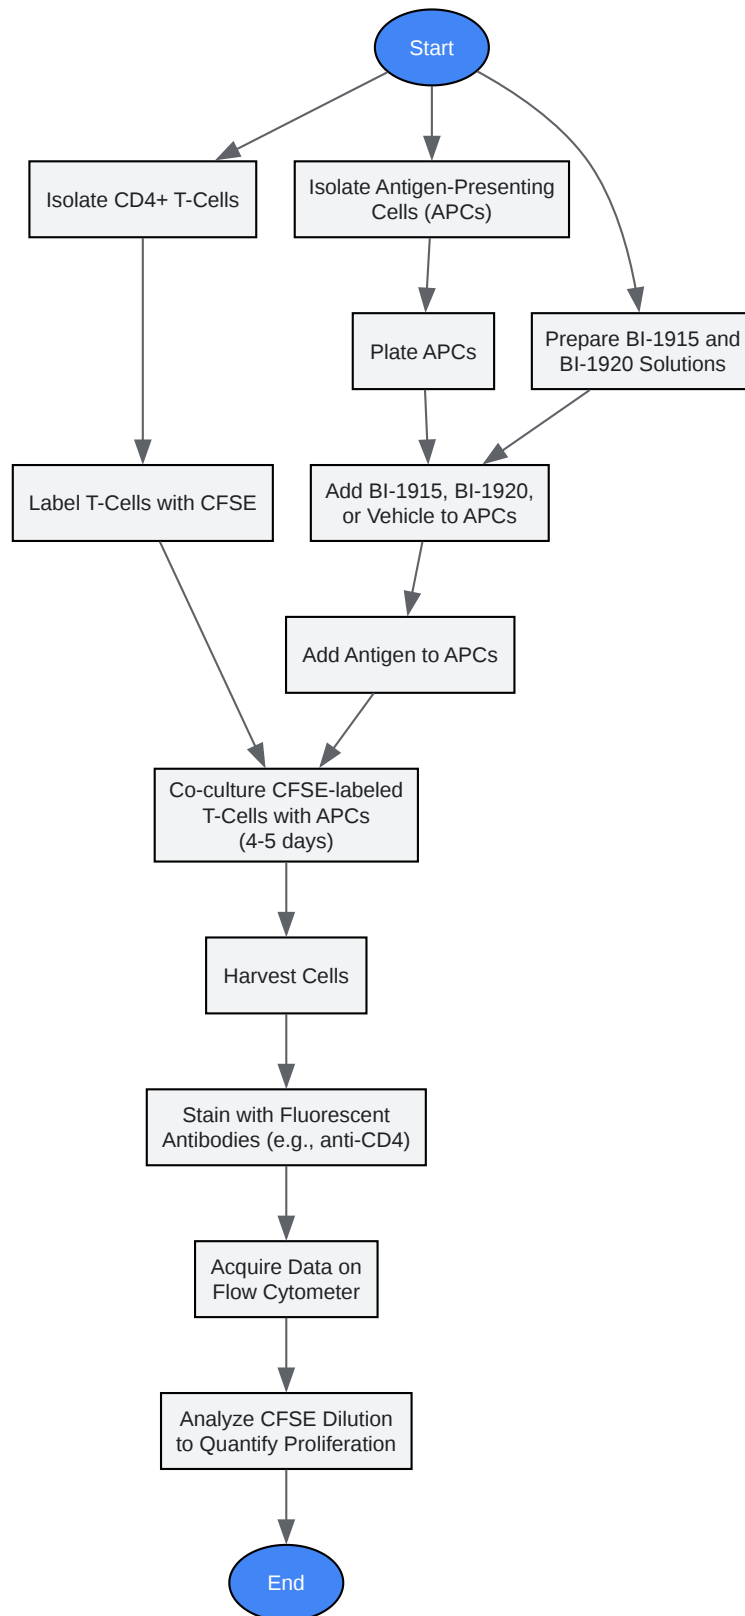 Start
Isolate CD4+ T-Cells
Isolate Antigen-Presenting
Cells (APCs)
Plate APCs
Prepare BI-1915 and
BI-1920 Solutions
Label T-Cells with CFSE
Add BI-1915, BI-1920,
or Vehicle to APCs
Add Antigen to APCs
Co-culture CFSE-labeled
T-Cells with APCs
(4-5 days)
Harvest Cells
Stain with Fluorescent
Antibodies (e.g., anti-CD4)
Acquire Data on
Flow Cytometer
Analyze CFSE Dilution
to Quantify Proliferation
End